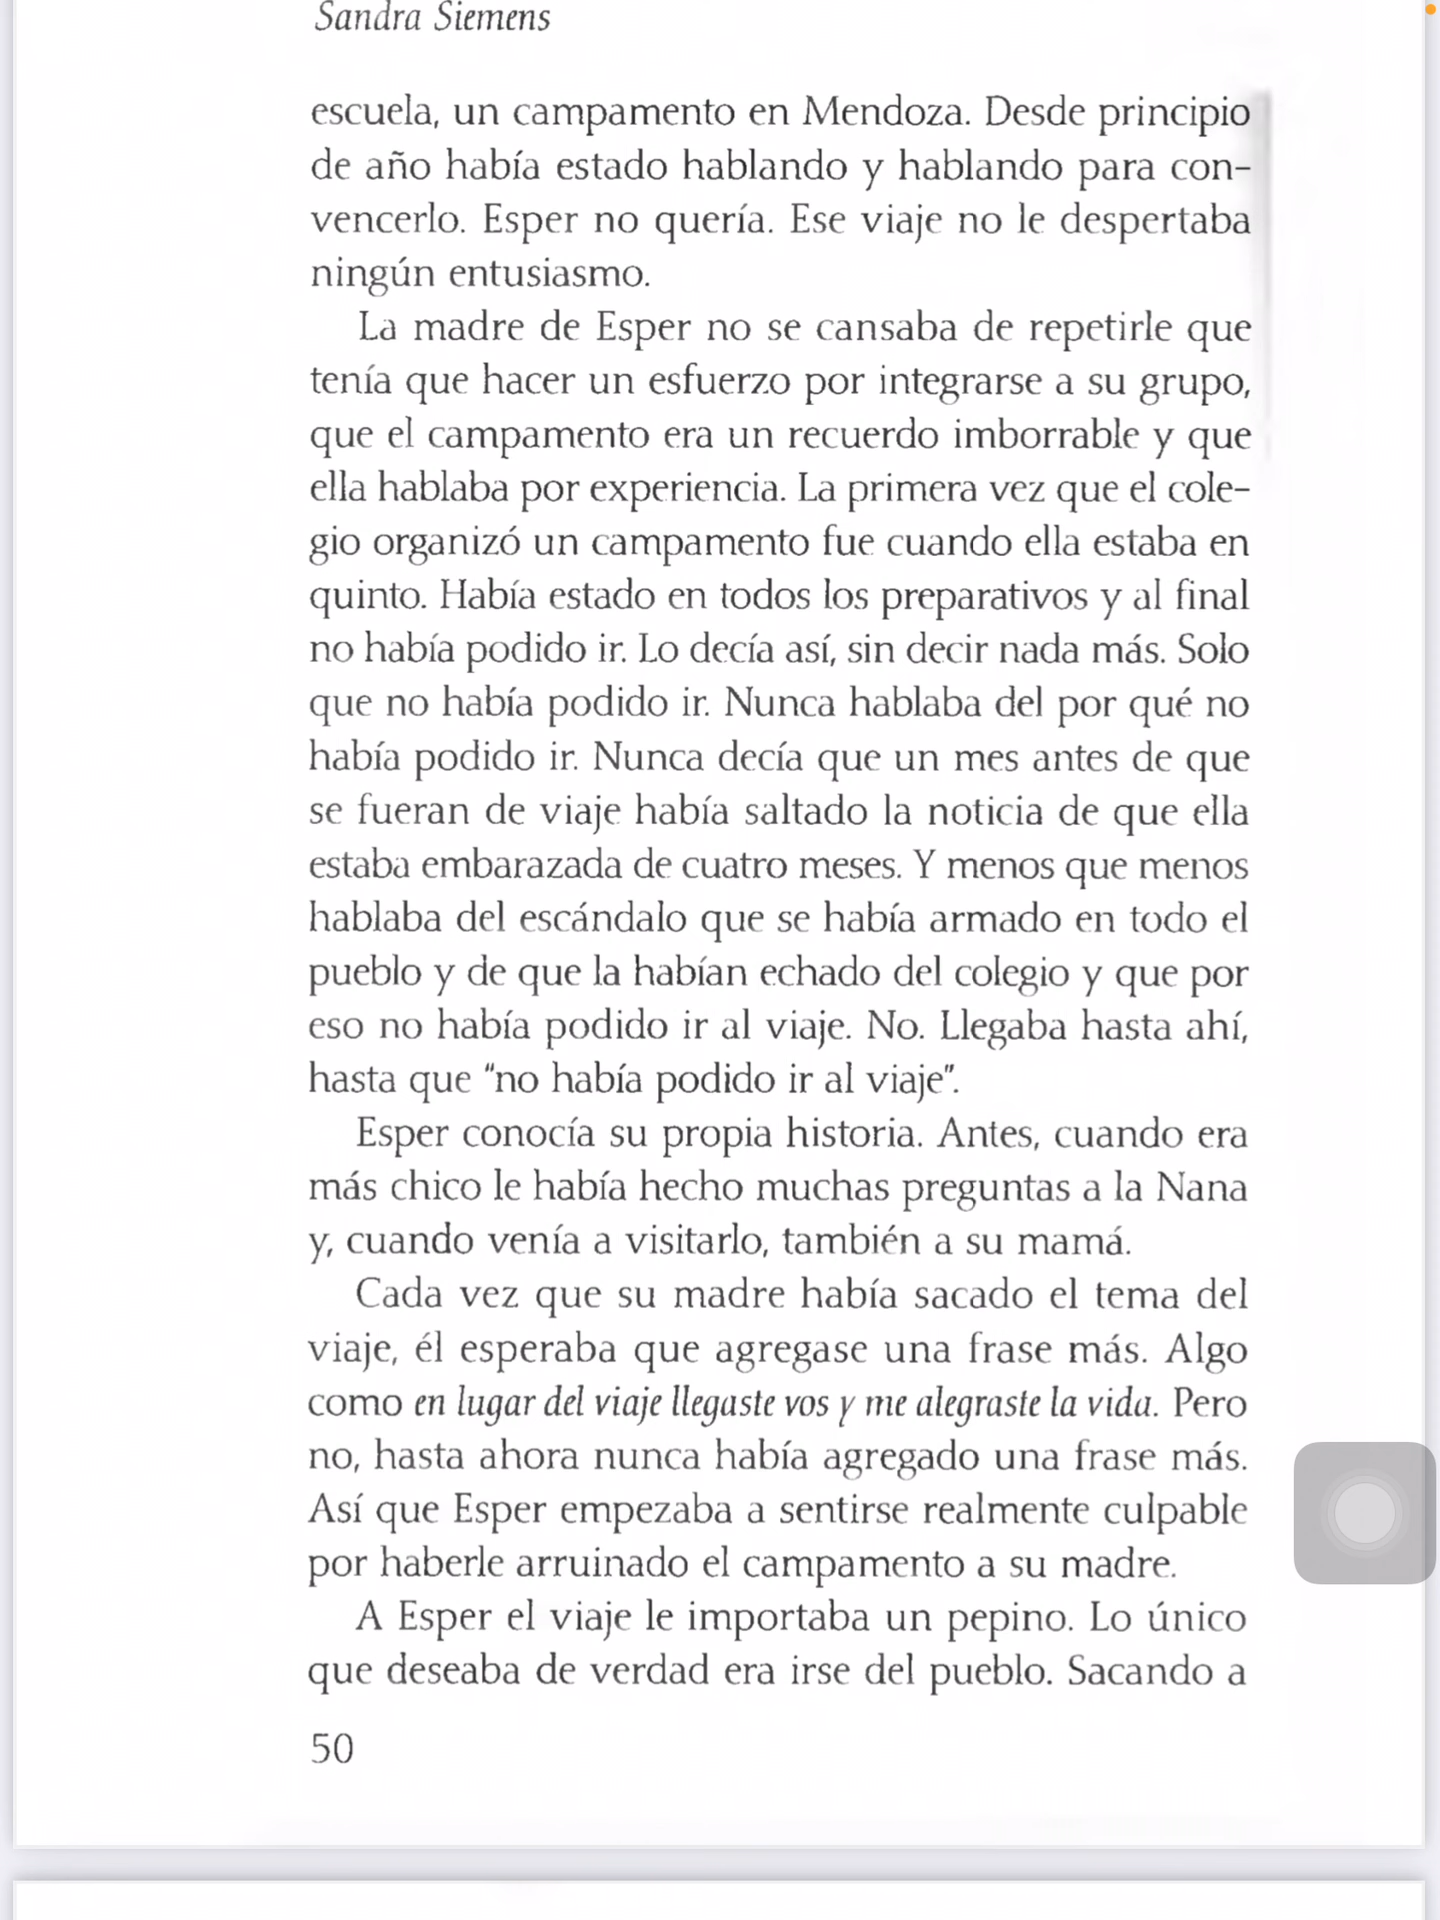 Sandra Siemens
escuela, un campamento en Mendoza. Desde principio
de año había estado hablando y hablando para con-
vencerlo. Esper no quería. Ese viaje no le despertaba
ningún entusiasmo.
La madre de Esper no se cansaba de repetirle que
tenía que hacer un esfuerzo por integrarse a su grupo,
que el campamento era un recuerdo imborrable y que
ella hablaba por experiencia. La primera vez que el cole-
gio organizó un campamento fue cuando ella estaba en
quinto. Había estado en todos los preparativos y al final
no había podido ir. Lo decía así, sin decir nada más. Solo
que no había podido ir. Nunca hablaba del por qué no
había podido ir. Nunca decía que un mes antes de que
se fueran de viaje había saltado la noticia de que ella
estaba embarazada de cuatro meses. Y menos que menos
hablaba del escándalo que se había armado en todo el
pueblo y de que la habían echado del colegio y que por
eso no había podido ir al viaje. No. Llegaba hasta ahí,
hasta que "no había podido ir al viaje".
Esper conocía su propia historia. Antes, cuando era
más chico le había hecho muchas preguntas a la Nana
y, cuando venía a visitarlo, también a su mamá.
Cada vez que su madre había sacado el tema del
viaje, él esperaba que agregase una frase más. Algo
como en lugar del viaje llegaste vos y me alegraste la vida. Pero
no, hasta ahora nunca había agregado una frase más.
Así que Esper empezaba a sentirse realmente culpable
por haberle arruinado el campamento a su madre.
A Esper el viaje le importaba un pepino. Lo único
que deseaba de verdad era irse del pueblo. Sacando a
50